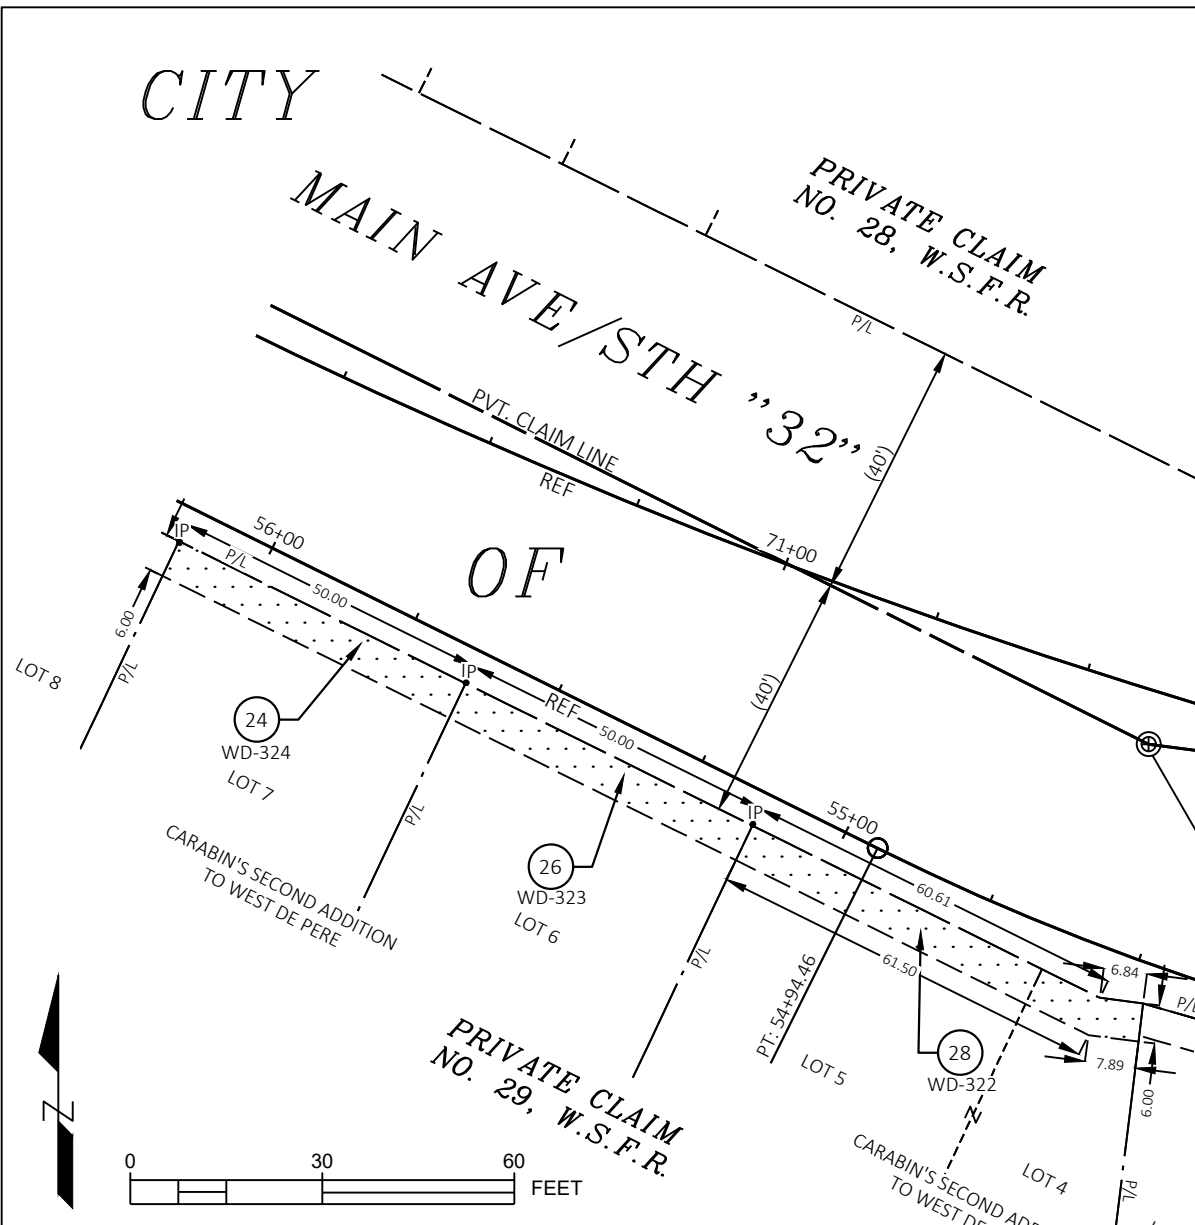 CITY
PRIVATE CLAIM
NO. 28, W.S.F.R.
MAIN AVE/STH "32"
P/L
PVT. CLAIM LINE
REF
(40')
71+00
OF
56+00
IP
P/L
50.00
6.00
P/L
LOT 8
IP
REF
50.00
(40')
24
WD-324
LOT 7
P/L
CARABIN'S SECOND ADDITION
TO WEST DE PERE
26
WD-323
LOT 6
IP
55+00
60.61
61.50
P/L
PT: 54+94.46
6.84
P/L
7.89
6.00
28
WD-322
LOT 5
PRIVATE CLAIM
NO. 29, W.S.F.R.
CARABIN'S SECOND
TO WEST
LOT 4
P/L
N
0 30 60
FEET